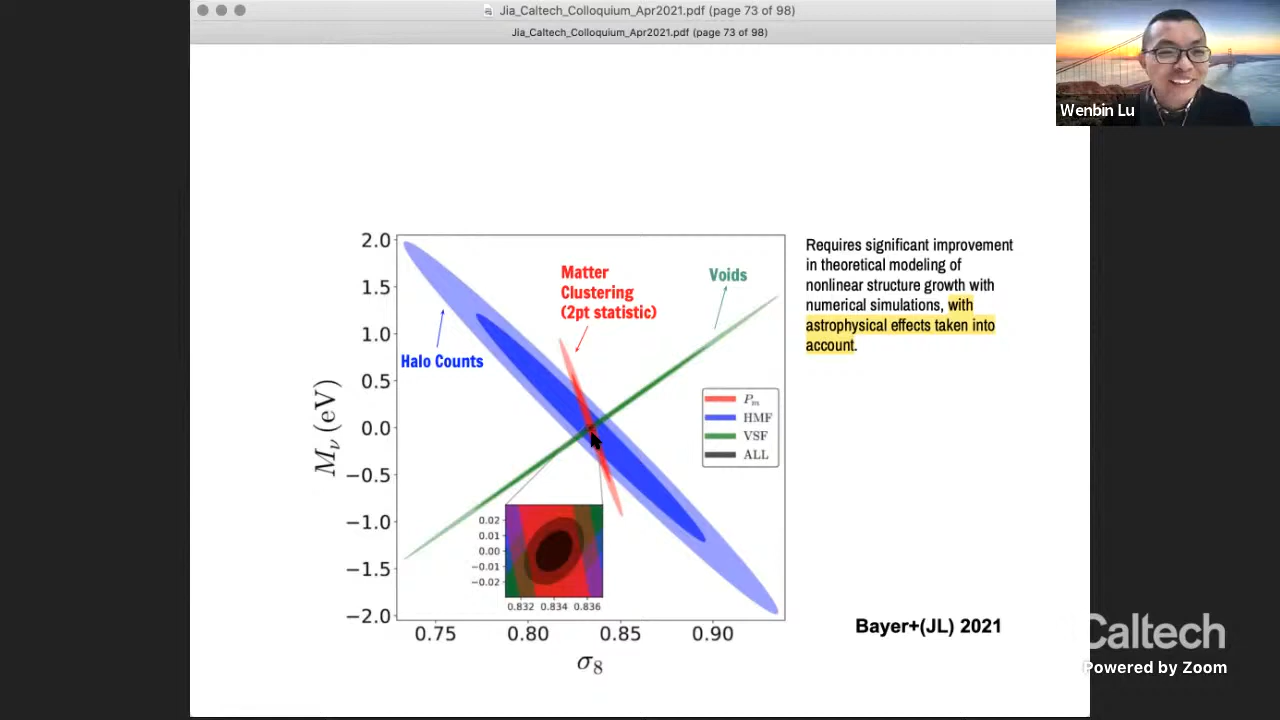 Jia_Caltech_Colloquium_Apr2021.pdf (page 73 of 98)
Jia_Caltech_Colloquium_Apr2021.pdf (page 73 of 98)
Wenbin Lu
Requires significant improvement
in theoretical modeling of
nonlinear structure growth with
numerical simulations, with
astrophysical effects taken into
account.
Matter
Clustering
(2pt statistic)
Voids
Halo Counts
2.0
1.5
1.0
0.5
0.0
−0.5
−1.0
−1.5
−2.0
Mν (eV)
Pm
HMF
VSF
ALL
0.02
0.01
0.00
−0.01
−0.02
0.832 0.834 0.836
0.75 0.80 0.85 0.90
σ8
Bayer+(JL) 2021
Caltech
Powered by Zoom